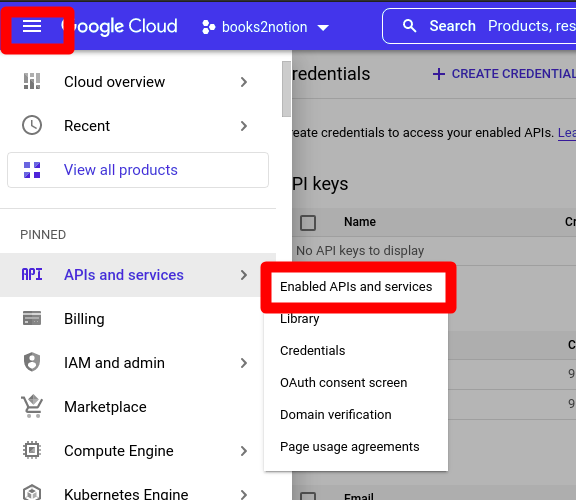 Google Cloud
books2notion
Search Products, res
Cloud overview
redentials
CREATE CREDENTIAL
Recent
reate credentials to access your enabled APIs. Lea
View all products
PI keys
Name
Cr
PINNED
No API keys to display
APIs and services
Enabled APIs and services
Billing
Library
Credentials
C
IAM and admin
9
OAuth consent screen
9
Marketplace
Domain verification
Compute Engine
Page usage agreements
Kubernetes Engine
Email